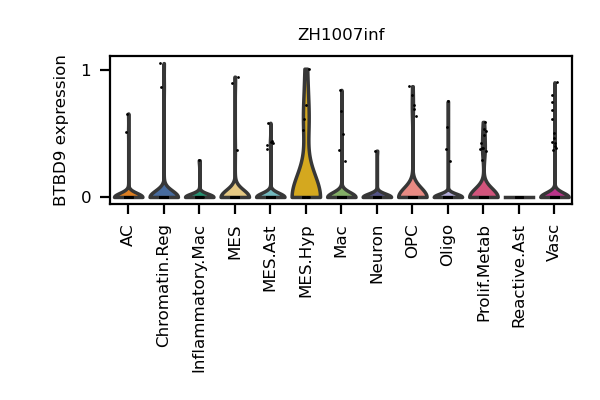 ZH1007inf
BTBD9 expression
1
0
AC
Chromatin.Reg
Inflammatory.Mac
MES
MES.Ast
MES.Hyp
Mac
Neuron
OPC
Oligo
Prolif.Metab
Reactive.Ast
Vasc